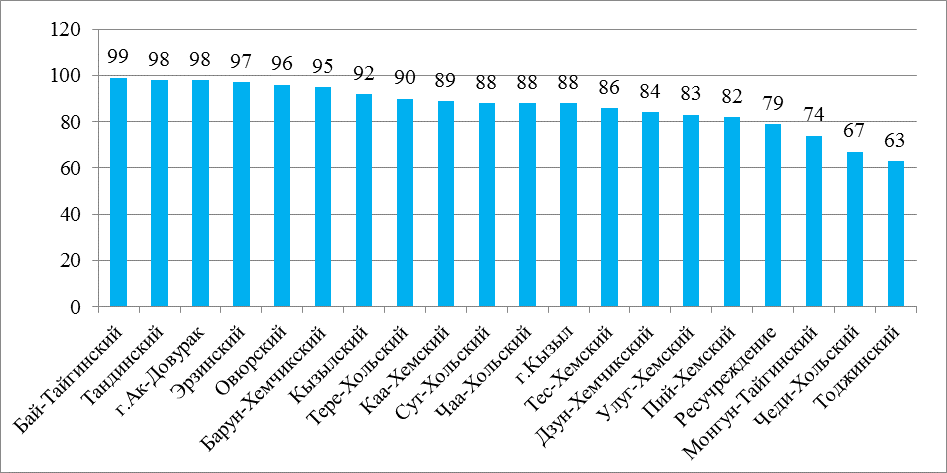 120
100
80
60
40
20
0
99
98
98
97
96
95
92
90
89
88
88
88
86
84
83
82
79
74
67
63
Бай-Тайгинский
Тандинский
г.Ак-Довурак
Эрзинский
Овюрский
Барун-Хемчикский
Кызылский
Тере-Хольский
Каа-Хемский
Сут-Хольский
Чаа-Хольский
г.Кызыл
Тес-Хемский
Дзун-Хемчикский
Улуг-Хемский
Пий-Хемский
Ресучреждение
Монгун-Тайгинский
Чеди-Хольский
Тоджинский